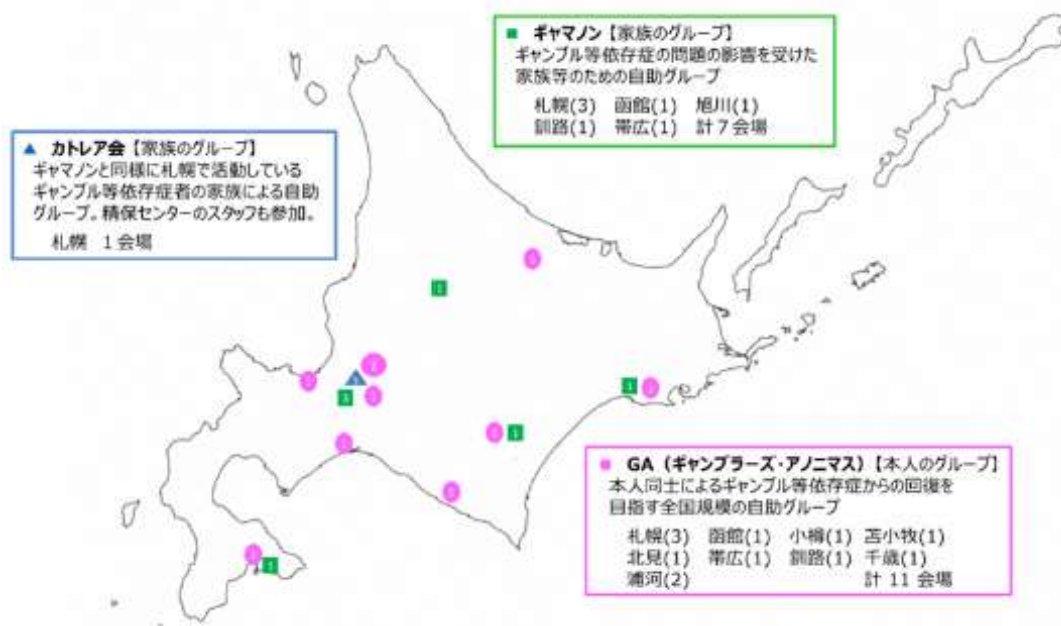 ■ ギャマノン【家族のグループ】
ギャンブル等依存症の問題の影響を受けた
家族等のための自助グループ
札幌(3) 函館(1) 旭川(1)
釧路(1) 帯広(1) 計7会場
▲ カトレア会【家族のグループ】
ギャマノンと同様に札幌で活動している
ギャンブル等依存症者の家族による自助
グループ。精保センターのスタッフも参加。
札幌 1会場
1
3
1
1
1
■ GA(ギャンブラーズ・アノニマス)【本人のグループ】
本人同士によるギャンブル等依存症からの回復を
目指す全国規模の自助グループ
札幌(3) 函館(1) 小樽(1) 苫小牧(1)
北見(1) 帯広(1) 釧路(1) 千歳(1)
浦河(2) 計 11 会場